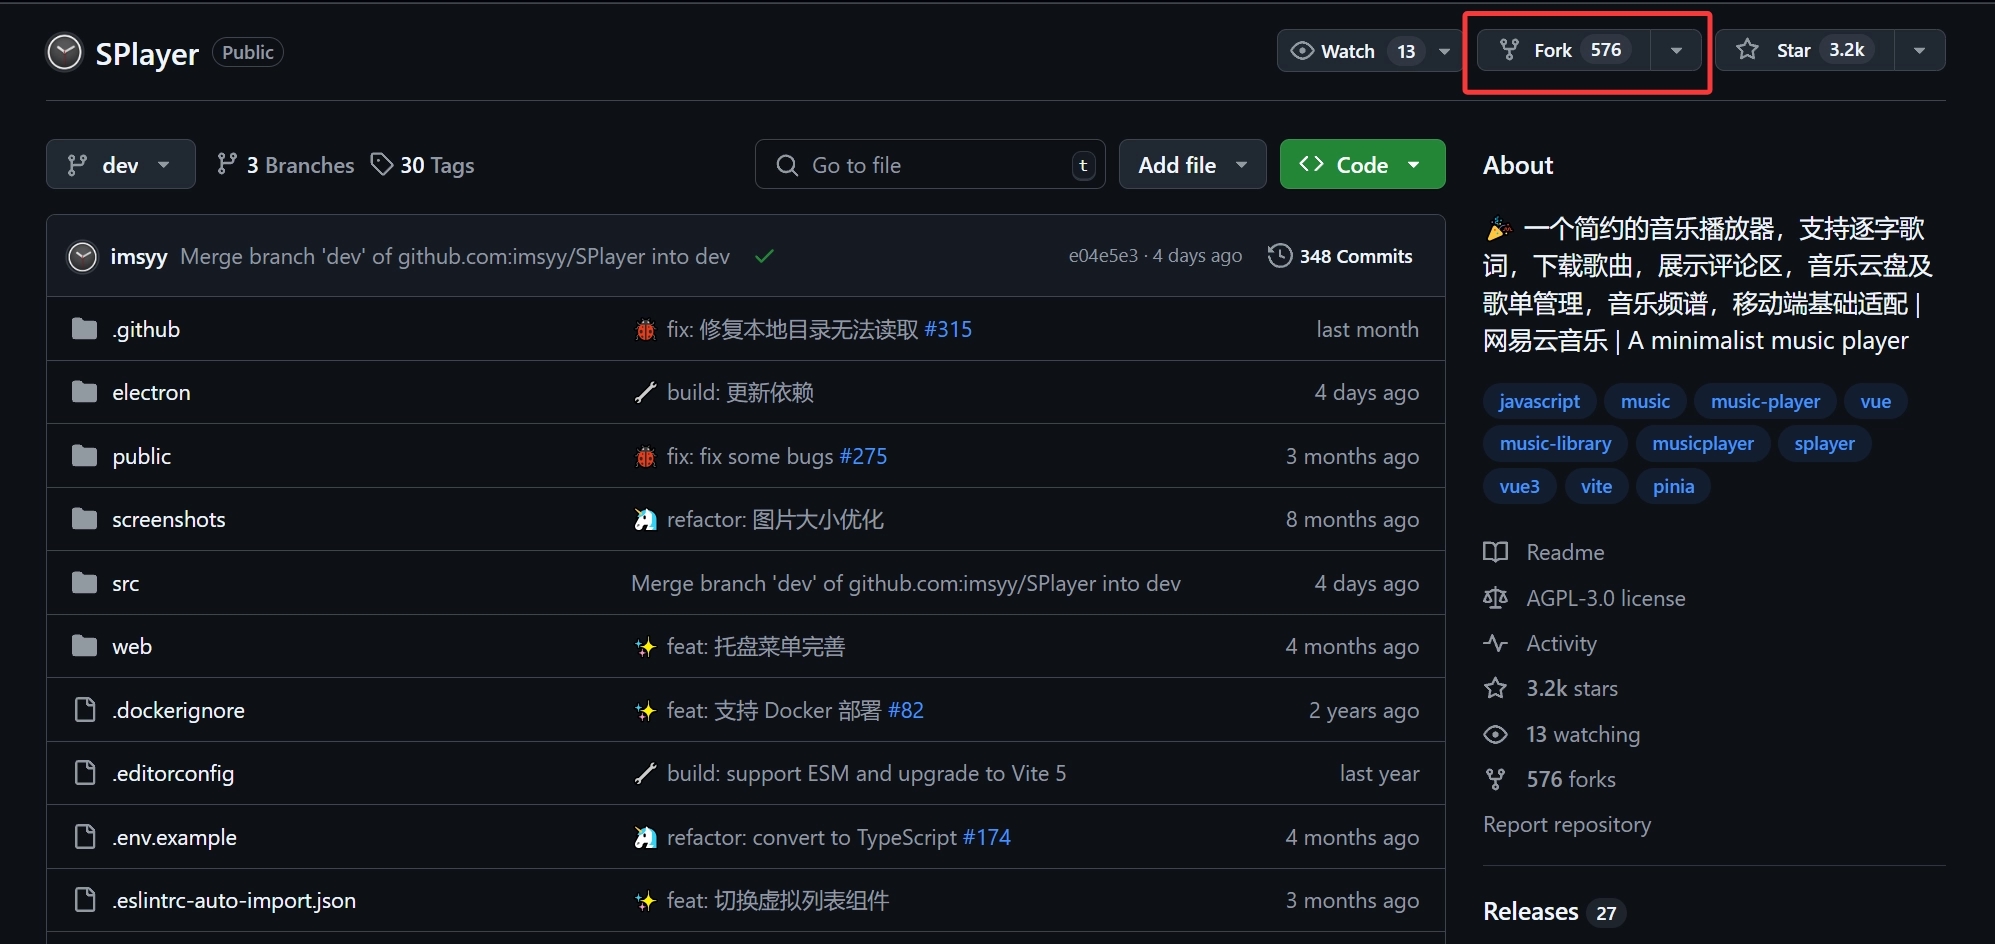 SPlayer Public Watch 13 Fork 576 Star 3.2k
dev 3 Branches 30 Tags Go to file t Add file Code
imsyy Merge branch 'dev' of github.com:imsyy/SPlayer into dev e04e5e3 · 4 days ago 348 Commits
.github fix: 修复本地目录无法读取 #315 last month
electron build: 更新依赖 4 days ago
public fix: fix some bugs #275 3 months ago
screenshots refactor: 图片大小优化 8 months ago
src Merge branch 'dev' of github.com:imsyy/SPlayer into dev 4 days ago
web feat: 托盘菜单完善 4 months ago
.dockerignore feat: 支持 Docker 部署 #82 2 years ago
.editorconfig build: support ESM and upgrade to Vite 5 last year
.env.example refactor: convert to TypeScript #174 4 months ago
.eslintrc-auto-import.json feat: 切换虚拟列表组件 3 months ago
About
🎉 一个简约的音乐播放器，支持逐字歌
词，下载歌曲，展示评论区，音乐云盘及
歌单管理，音乐频谱，移动端基础适配 |
网易云音乐 | A minimalist music player
javascript music music-player vue
music-library musicplayer splayer
vue3 vite pinia
Readme
AGPL-3.0 license
Activity
3.2k stars
13 watching
576 forks
Report repository
Releases 27